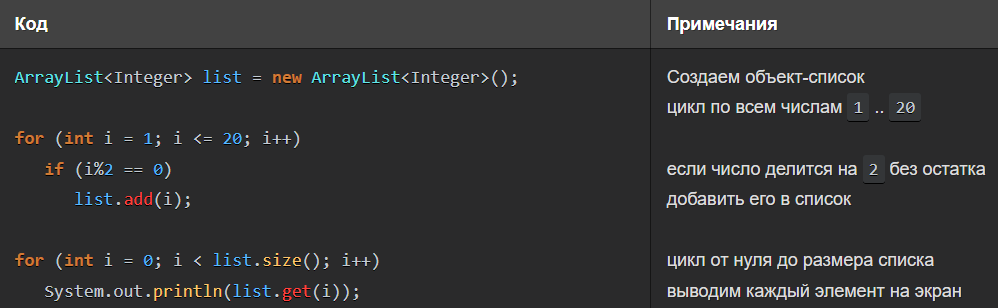 Код
Примечания
ArrayList<Integer> list = new ArrayList<Integer>();
Создаем объект-список
цикл по всем числам 1 .. 20
for (int i = 1; i <= 20; i++)
if (i%2 == 0)
если число делится на 2 без остатка
list.add(i);
добавить его в список
for (int i = 0; i < list.size(); i++)
цикл от нуля до размера списка
System.out.println(list.get(i));
выводим каждый элемент на экран